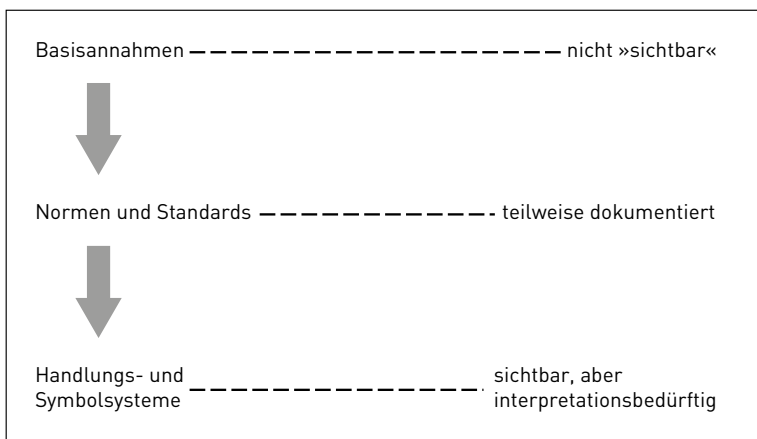 Basisannahmen nicht »sichtbar«
Normen und Standards teilweise dokumentiert
Handlungs- und sichtbar, aber
Symbolsysteme interpretationsbedürftig